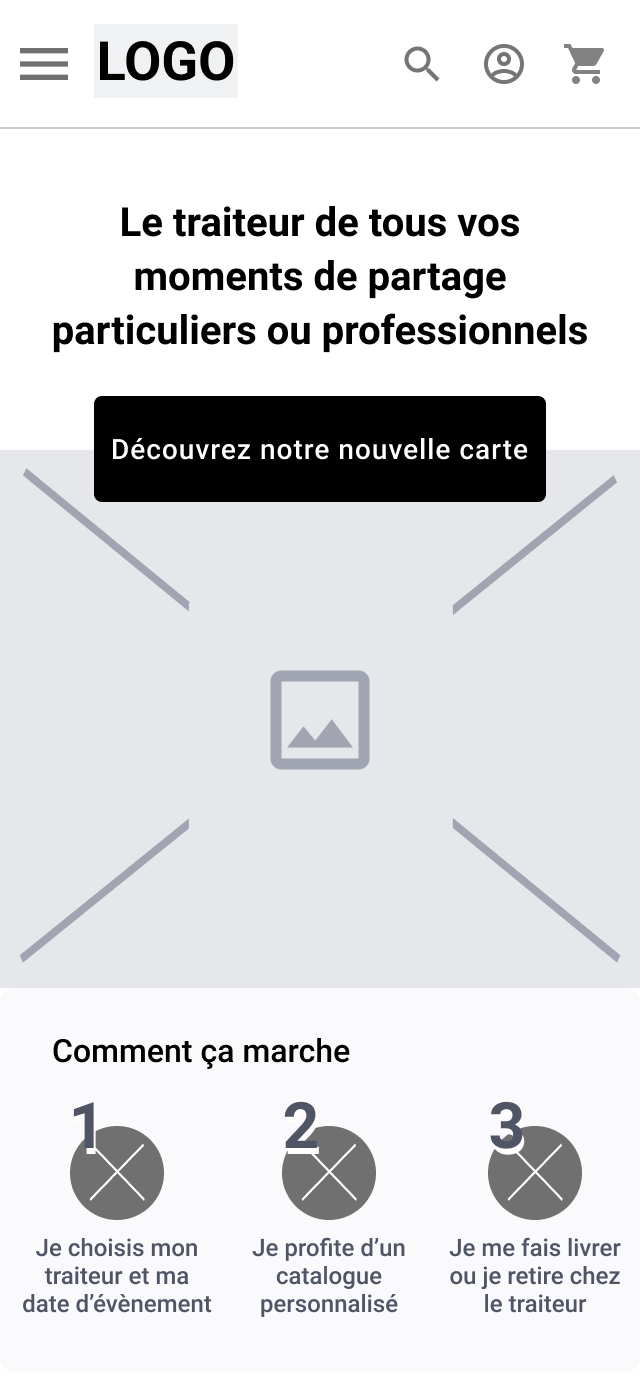 LOGO
Le traiteur de tous vos
moments de partage
particuliers ou professionnels
Découvrez notre nouvelle carte
Comment ça marche
1
2
3
Je choisis mon
traiteur et ma
date d’évènement
Je profite d’un
catalogue
personnalisé
Je me fais livrer
ou je retire chez
le traiteur